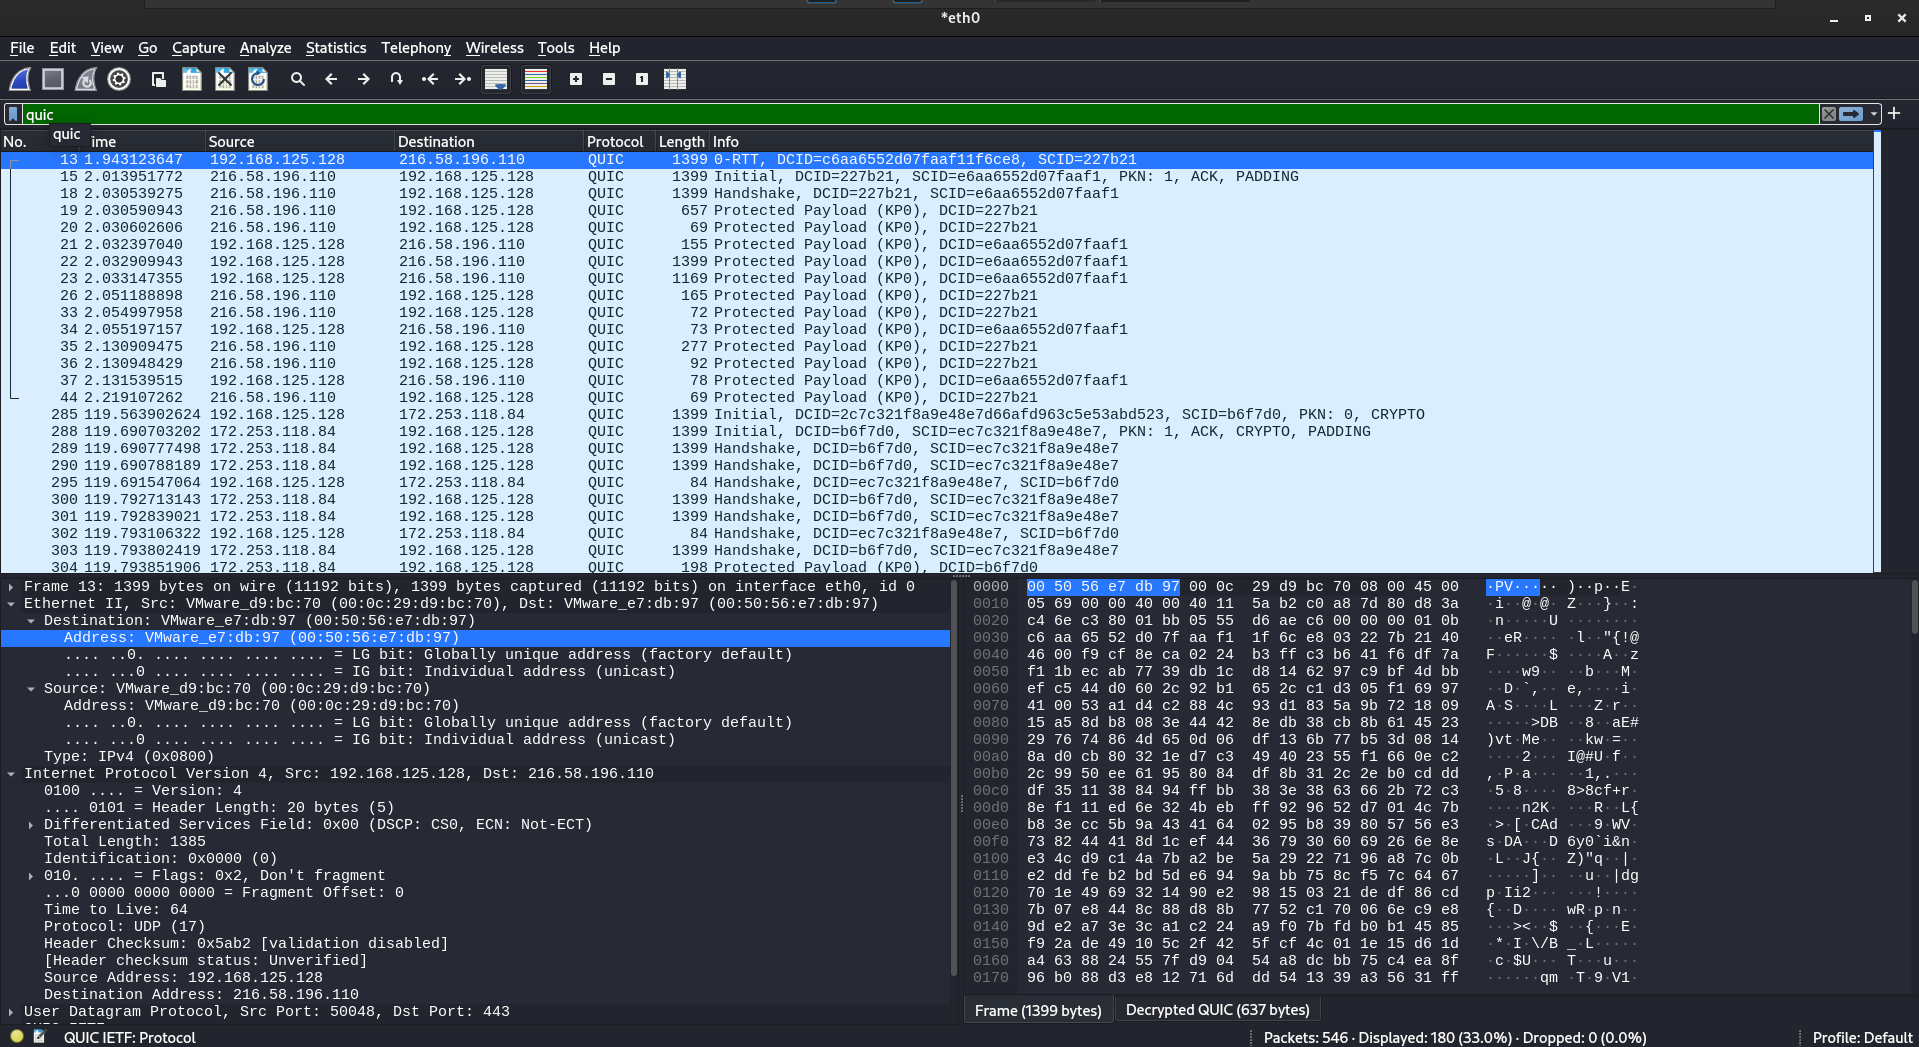 *eth0
File Edit View Go Capture Analyze Statistics Telephony Wireless Tools Help
quic
quic
No. Time Source Destination Protocol Length Info
13 1.943123647 192.168.125.128 216.58.196.110 QUIC 1399 0-RTT, DCID=c6aa6552d07faaf11f6ce8, SCID=227b21
15 2.013951772 216.58.196.110 192.168.125.128 QUIC 1399 Initial, DCID=227b21, SCID=e6aa6552d07faaf1, PKN: 1, ACK, PADDING
18 2.030539275 216.58.196.110 192.168.125.128 QUIC 1399 Handshake, DCID=227b21, SCID=e6aa6552d07faaf1
19 2.030590943 216.58.196.110 192.168.125.128 QUIC 657 Protected Payload (KP0), DCID=227b21
20 2.030602606 216.58.196.110 192.168.125.128 QUIC 69 Protected Payload (KP0), DCID=227b21
21 2.032397040 192.168.125.128 216.58.196.110 QUIC 155 Protected Payload (KP0), DCID=e6aa6552d07faaf1
22 2.032909943 192.168.125.128 216.58.196.110 QUIC 1399 Protected Payload (KP0), DCID=e6aa6552d07faaf1
23 2.033147355 192.168.125.128 216.58.196.110 QUIC 1169 Protected Payload (KP0), DCID=e6aa6552d07faaf1
26 2.051188898 216.58.196.110 192.168.125.128 QUIC 165 Protected Payload (KP0), DCID=227b21
33 2.054997958 216.58.196.110 192.168.125.128 QUIC 72 Protected Payload (KP0), DCID=227b21
34 2.055197157 192.168.125.128 216.58.196.110 QUIC 73 Protected Payload (KP0), DCID=e6aa6552d07faaf1
35 2.130909475 216.58.196.110 192.168.125.128 QUIC 277 Protected Payload (KP0), DCID=227b21
36 2.130948429 216.58.196.110 192.168.125.128 QUIC 92 Protected Payload (KP0), DCID=227b21
37 2.131539515 192.168.125.128 216.58.196.110 QUIC 78 Protected Payload (KP0), DCID=e6aa6552d07faaf1
44 2.219107262 216.58.196.110 192.168.125.128 QUIC 69 Protected Payload (KP0), DCID=227b21
285 119.563902624 192.168.125.128 172.253.118.84 QUIC 1399 Initial, DCID=2c7c321f8a9e48e7d66afd963c5e53abd523, SCID=b6f7d0, PKN: 0, CRYPTO
288 119.690703202 172.253.118.84 192.168.125.128 QUIC 1399 Initial, DCID=b6f7d0, SCID=ec7c321f8a9e48e7, PKN: 1, ACK, CRYPTO, PADDING
289 119.690777498 172.253.118.84 192.168.125.128 QUIC 1399 Handshake, DCID=b6f7d0, SCID=ec7c321f8a9e48e7
290 119.690788189 172.253.118.84 192.168.125.128 QUIC 1399 Handshake, DCID=b6f7d0, SCID=ec7c321f8a9e48e7
295 119.691547064 192.168.125.128 172.253.118.84 QUIC 84 Handshake, DCID=ec7c321f8a9e48e7, SCID=b6f7d0
300 119.792713143 172.253.118.84 192.168.125.128 QUIC 1399 Handshake, DCID=b6f7d0, SCID=ec7c321f8a9e48e7
301 119.792839021 172.253.118.84 192.168.125.128 QUIC 1399 Handshake, DCID=b6f7d0, SCID=ec7c321f8a9e48e7
302 119.793106322 192.168.125.128 172.253.118.84 QUIC 84 Handshake, DCID=ec7c321f8a9e48e7, SCID=b6f7d0
303 119.793802419 172.253.118.84 192.168.125.128 QUIC 1399 Handshake, DCID=b6f7d0, SCID=ec7c321f8a9e48e7
304 119.793851906 172.253.118.84 192.168.125.128 QUIC 198 Protected Payload (KP0), DCID=b6f7d0
Frame 13: 1399 bytes on wire (11192 bits), 1399 bytes captured (11192 bits) on interface eth0, id 0
Ethernet II, Src: VMware_d9:bc:70 (00:0c:29:d9:bc:70), Dst: VMware_e7:db:97 (00:50:56:e7:db:97)
Destination: VMware_e7:db:97 (00:50:56:e7:db:97)
Address: VMware_e7:db:97 (00:50:56:e7:db:97)
.... ..0. .... .... .... .... = LG bit: Globally unique address (factory default)
.... ...0 .... .... .... .... = IG bit: Individual address (unicast)
Source: VMware_d9:bc:70 (00:0c:29:d9:bc:70)
Address: VMware_d9:bc:70 (00:0c:29:d9:bc:70)
.... ..0. .... .... .... .... = LG bit: Globally unique address (factory default)
.... ...0 .... .... .... .... = IG bit: Individual address (unicast)
Type: IPv4 (0x0800)
Internet Protocol Version 4, Src: 192.168.125.128, Dst: 216.58.196.110
0100 .... = Version: 4
.... 0101 = Header Length: 20 bytes (5)
Differentiated Services Field: 0x00 (DSCP: CS0, ECN: Not-ECT)
Total Length: 1385
Identification: 0x0000 (0)
010. .... = Flags: 0x2, Don't fragment
...0 0000 0000 0000 = Fragment Offset: 0
Time to Live: 64
Protocol: UDP (17)
Header Checksum: 0x5ab2 [validation disabled]
[Header checksum status: Unverified]
Source Address: 192.168.125.128
Destination Address: 216.58.196.110
User Datagram Protocol, Src Port: 50048, Dst Port: 443
0000 00 50 56 e7 db 97 00 0c 29 d9 bc 70 08 00 45 00 ·PV····· )··p··E·
0010 05 69 00 00 40 00 40 11 5a b2 c0 a8 7d 80 d8 3a ·i··@·@· Z···}··:
0020 c4 6e c3 80 01 bb 05 55 d6 ae c6 00 00 00 01 0b ·n·····U ········
0030 c6 aa 65 52 d0 7f aa f1 1f 6c e8 03 22 7b 21 40 ··eR···· ·l··"{!@
0040 46 00 f9 cf 8e ca 02 24 b3 ff c3 b6 41 f6 df 7a F······$ ····A··z
0050 f1 1b ec ab 77 39 db 1c d8 14 62 97 c9 bf 4d bb ····w9·· ··b···M·
0060 ef c5 44 d0 60 2c 92 b1 65 2c c1 d3 05 f1 69 97 ··D·`,·· e,····i·
0070 41 00 53 a1 d4 c2 88 4c 93 d1 83 5a 9b 72 18 09 A·S····L ···Z·r··
0080 15 a5 8d b8 08 3e 44 42 8e db 38 cb 8b 61 45 23 ·····>DB ··8··aE#
0090 29 76 74 86 4d 65 0d 06 df 13 6b 77 b5 3d 08 14 )vt·Me·· ··kw·=··
00a0 8a d0 cb 80 32 1e d7 c3 49 40 23 55 f1 66 0e c2 ····2··· I@#U·f··
00b0 2c 99 50 ee 61 95 80 84 df 8b 31 2c 2e b0 cd dd ,·P·a··· ··1,.···
00c0 df 35 11 38 84 94 ff bb 38 3e 38 63 66 2b 72 c3 ·5·8···· 8>8cf+r·
00d0 8e f1 11 ed 6e 32 4b eb ff 92 96 52 d7 01 4c 7b ····n2K· ···R··L{
00e0 b8 3e cc 5b 9a 43 41 64 02 95 b8 39 80 57 56 e3 ·>·[·CAd ···9·WV·
00f0 73 82 44 41 8d 1c ef 44 36 79 30 60 69 26 6e 8e s·DA···D 6y0`i&n·
0100 e3 4c d9 c1 4a 7b a2 be 5a 29 22 71 96 a8 7c 0b ·L··J{·· Z)"q··|·
0110 e2 dd fe b2 bd 5d e6 94 9a bb 75 8c f5 7c 64 67 ·····]·· ··u··|dg
0120 70 1e 49 69 32 14 90 e2 98 15 03 21 de df 86 cd p·Ii2··· ···!····
0130 7b 07 e8 44 8c 88 d8 8b 77 52 c1 70 06 6e c9 e8 {··D···· wR·p·n··
0140 9d e2 a7 3e 3c a1 c2 24 a9 f0 7b fd b0 b1 45 85 ···><··$ ··{···E·
0150 f9 2a de 49 10 5c 2f 42 5f cf 4c 01 1e 15 d6 1d ·*·I·\/B _·L·····
0160 a4 63 88 24 55 7f d9 04 54 a8 dc bb 75 c4 ea 8f ·c·$U··· T···u···
0170 96 b0 88 d3 e8 12 71 6d dd 54 13 39 a3 56 31 ff ······qm ·T·9·V1·
Frame (1399 bytes) Decrypted QUIC (637 bytes)
QUIC IETF: Protocol Packets: 546 · Displayed: 180 (33.0%) · Dropped: 0 (0.0%) Profile: Default